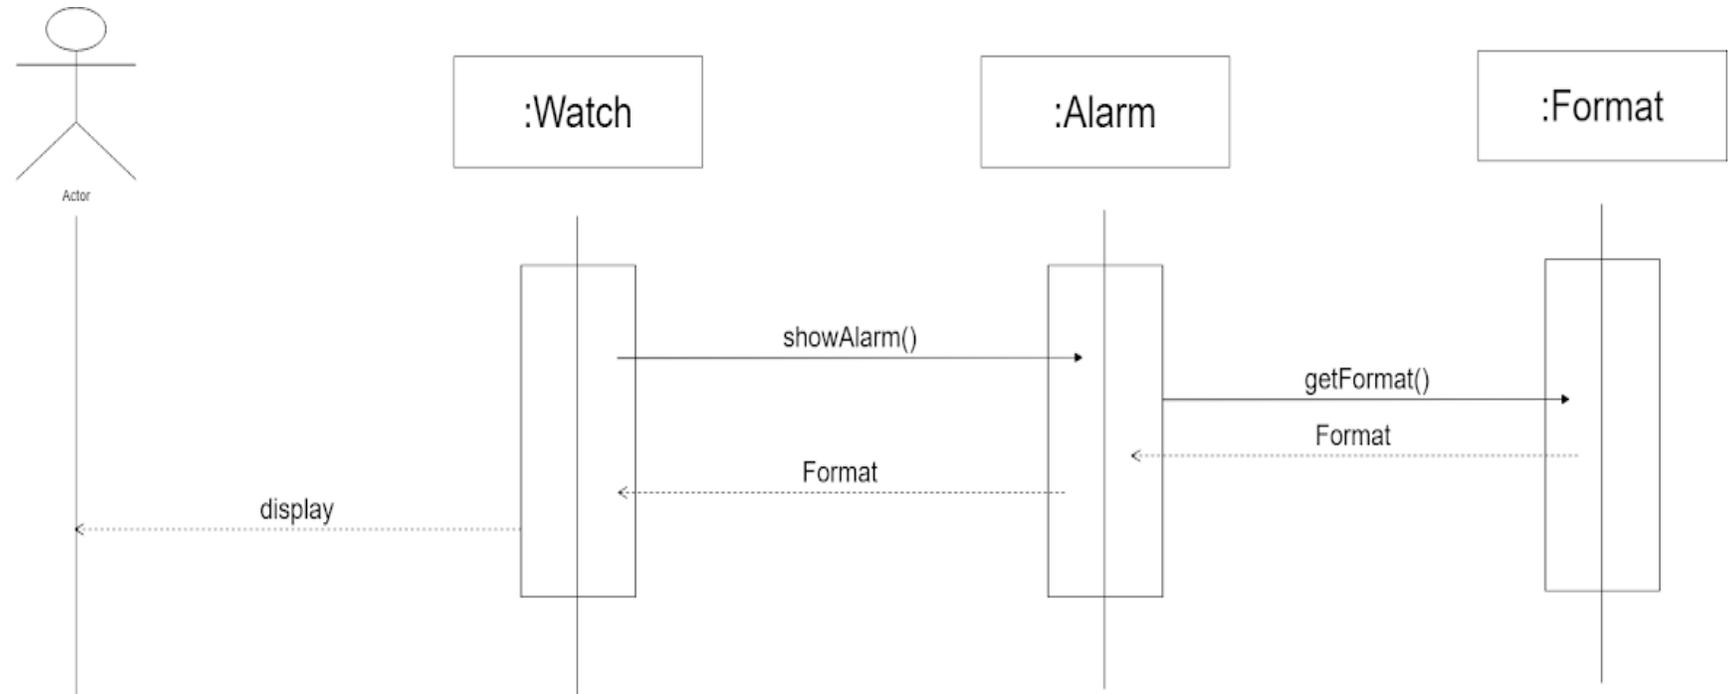 :Watch
:Alarm
:Format
Actor
showAlarm()
getFormat()
Format
Format
display